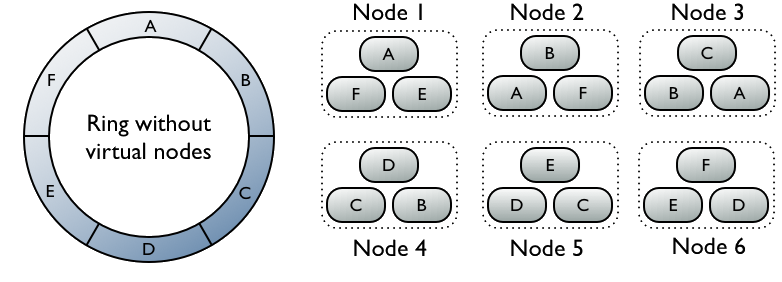 A
B
C
D
E
F
Ring without
virtual nodes
Node 1
A
F E
Node 2
B
A F
Node 3
C
B A
D
C B
Node 4
E
D C
Node 5
F
E D
Node 6